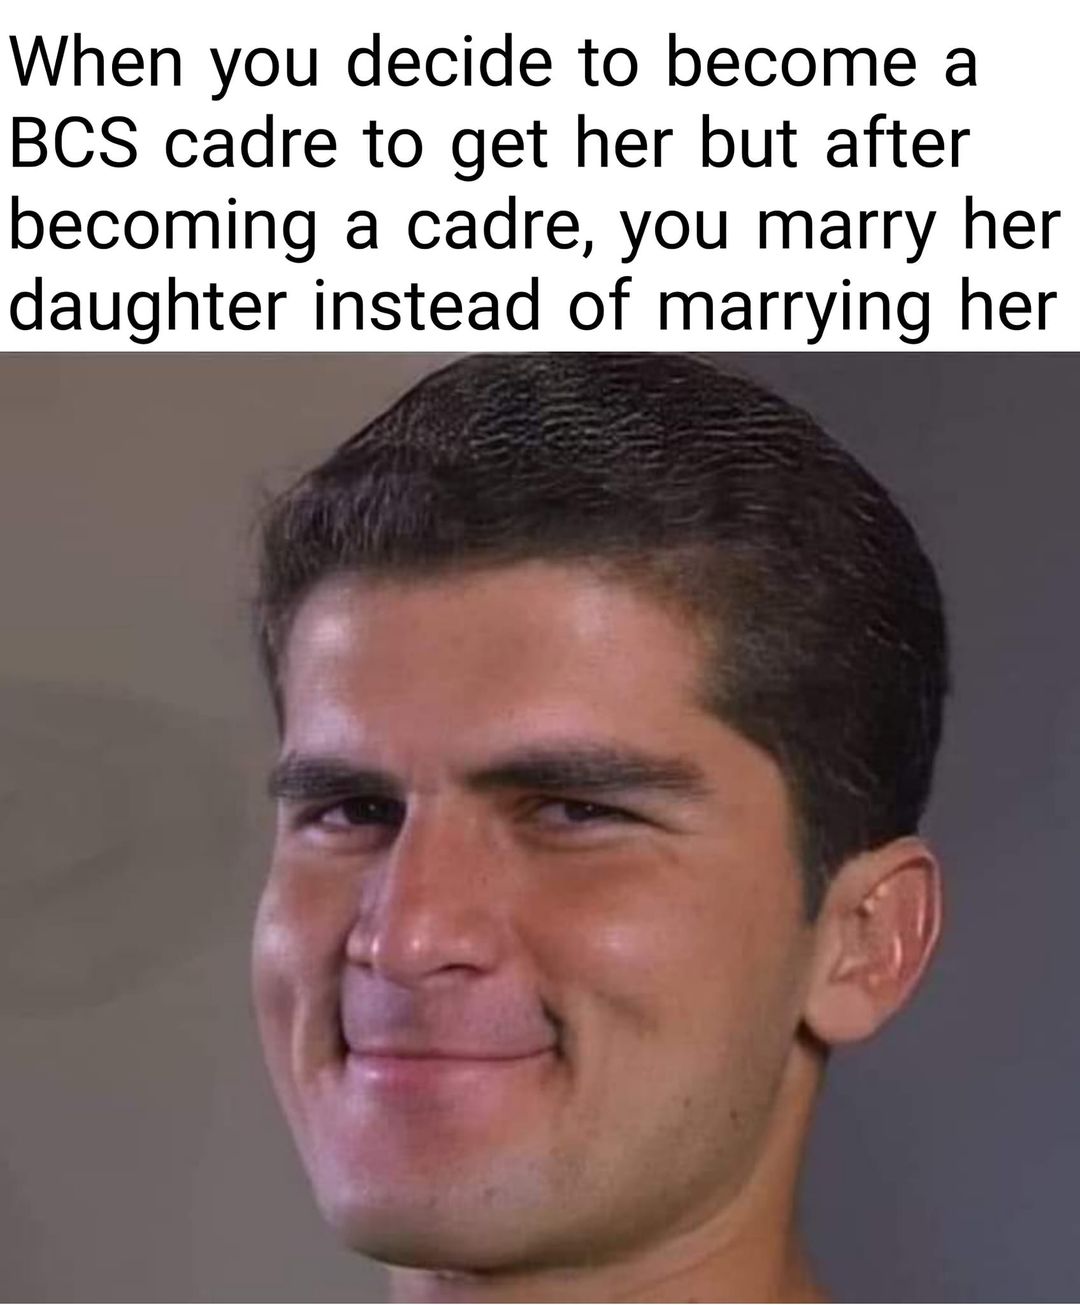 When you decide to become a
BCS cadre to get her but after
becoming a cadre, you marry her
daughter instead of marrying her